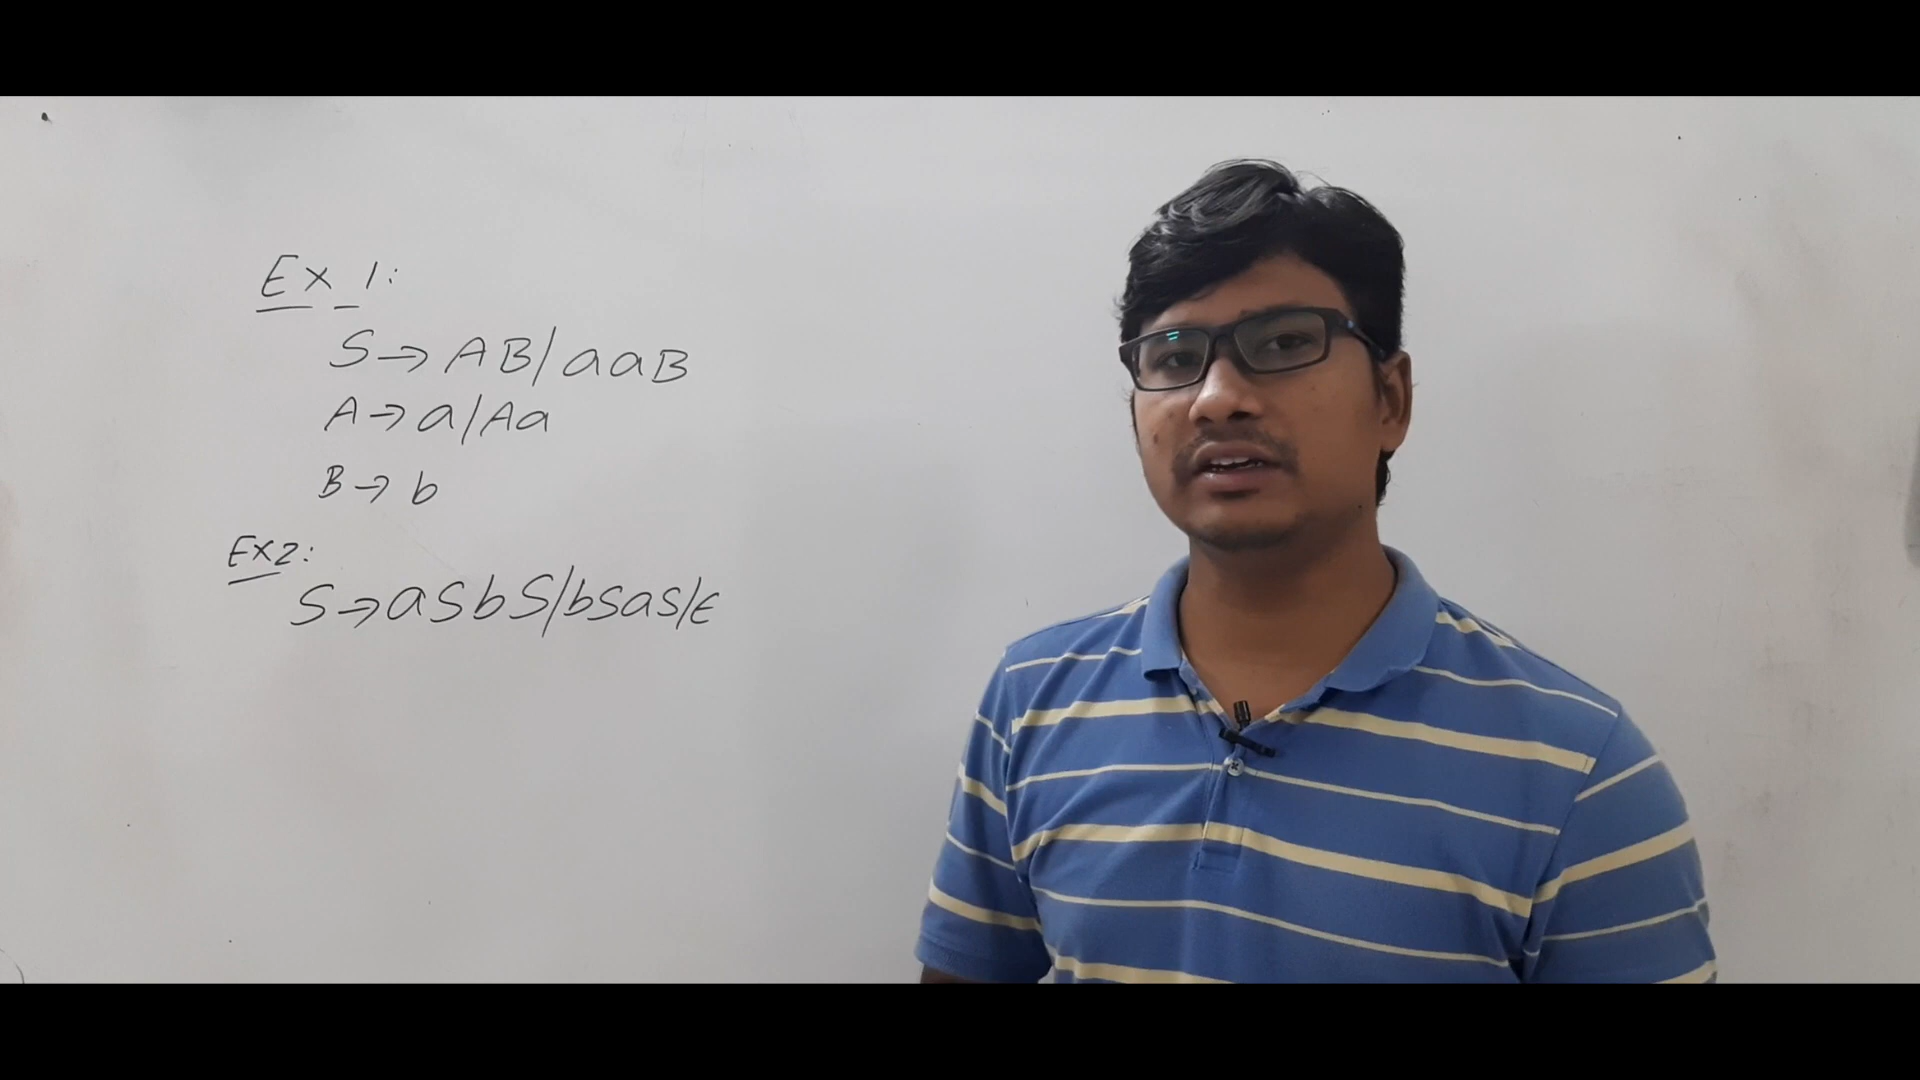 Ex 1:
S → AB/aaB
A → a/Aa
B → b
Ex2:
S → aSbS/bSaS/ε